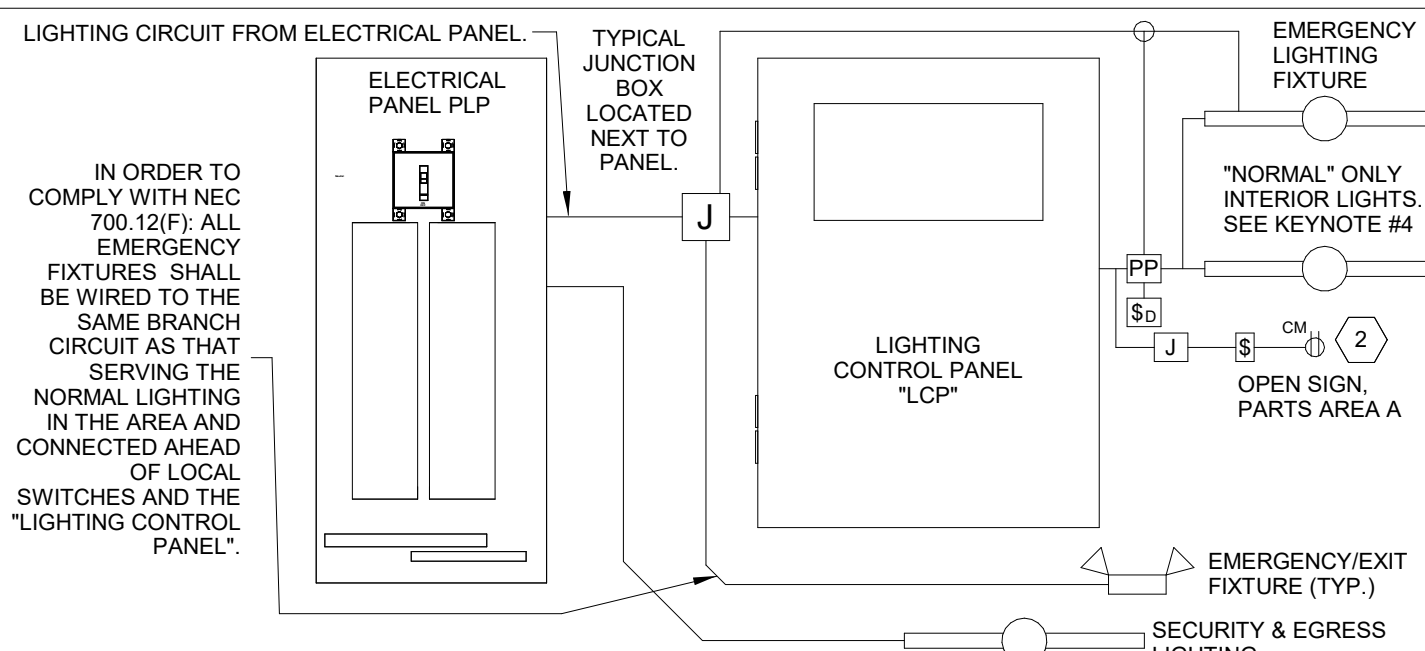 LIGHTING CIRCUIT FROM ELECTRICAL PANEL.
ELECTRICAL
PANEL PLP
TYPICAL
JUNCTION
BOX
LOCATED
NEXT TO
PANEL.
EMERGENCY
LIGHTING
FIXTURE
IN ORDER TO
COMPLY WITH NEC
700.12(F): ALL
EMERGENCY
FIXTURES SHALL
BE WIRED TO THE
SAME BRANCH
CIRCUIT AS THAT
SERVING THE
NORMAL LIGHTING
IN THE AREA AND
CONNECTED AHEAD
OF LOCAL
SWITCHES AND THE
"LIGHTING CONTROL
PANEL".
J
"NORMAL" ONLY
INTERIOR LIGHTS.
SEE KEYNOTE #4
PP
$D
J
$
CM
2
OPEN SIGN,
PARTS AREA A
LIGHTING
CONTROL PANEL
"LCP"
EMERGENCY/EXIT
FIXTURE (TYP.)
SECURITY & EGRESS
LIGHTING